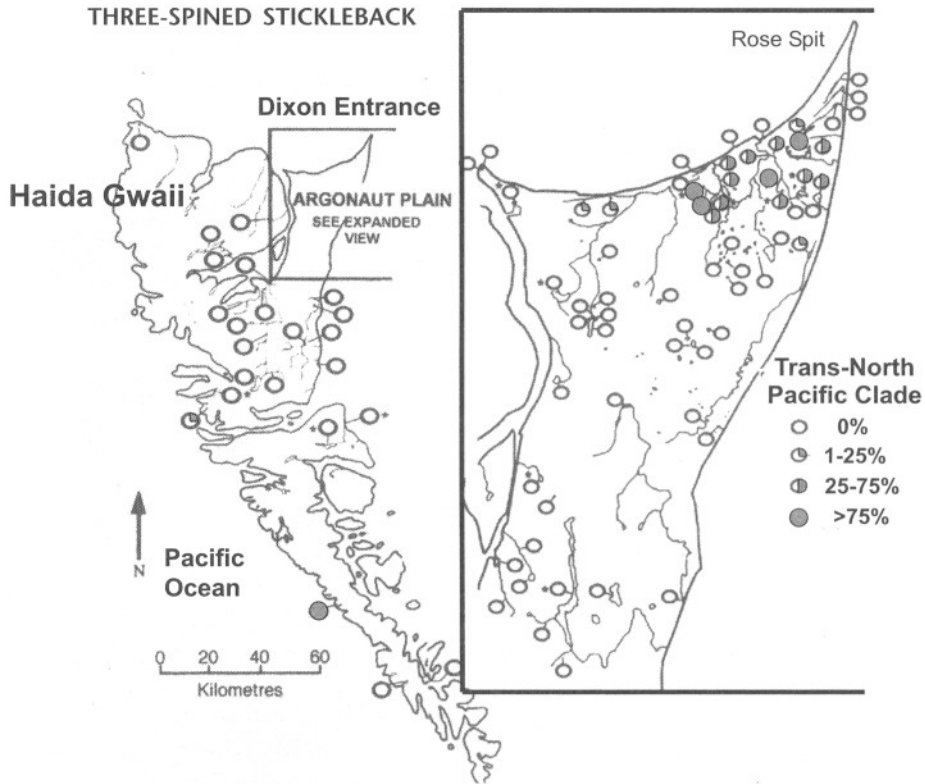 THREE-SPINED STICKLEBACK
Rose Spit
Dixon Entrance
Haida Gwaii
ARGONAUT PLAIN
SEE EXPANDED
VIEW
Trans-North
Pacific Clade
0%
1-25%
25-75%
>75%
N
Pacific
Ocean
0 20 40 60
Kilometres